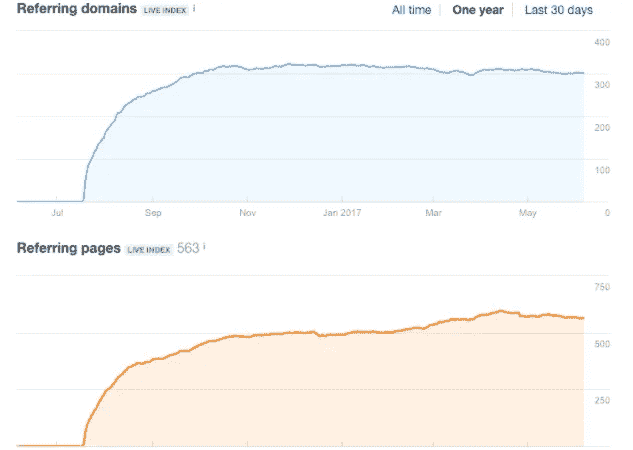 Referring domains LIVE INDEX i All time One year Last 30 days
400
300
200
100
Jul Sep Nov Jan 2017 Mar May 0
Referring pages LIVE INDEX 563 i
750
500
250